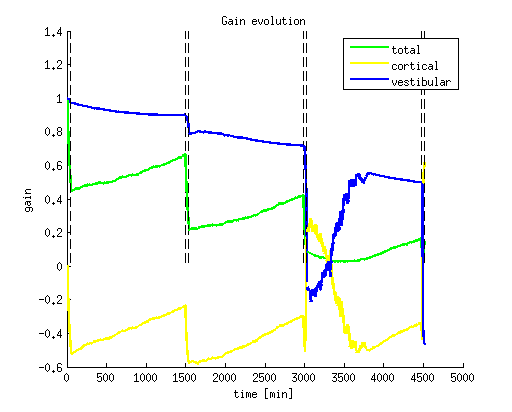 Gain evolution
1.4
1.2
1
0.8
0.6
0.4
0.2
0
-0.2
-0.4
-0.6
gain
total
cortical
vestibular
0 500 1000 1500 2000 2500 3000 3500 4000 4500 5000
time [min]